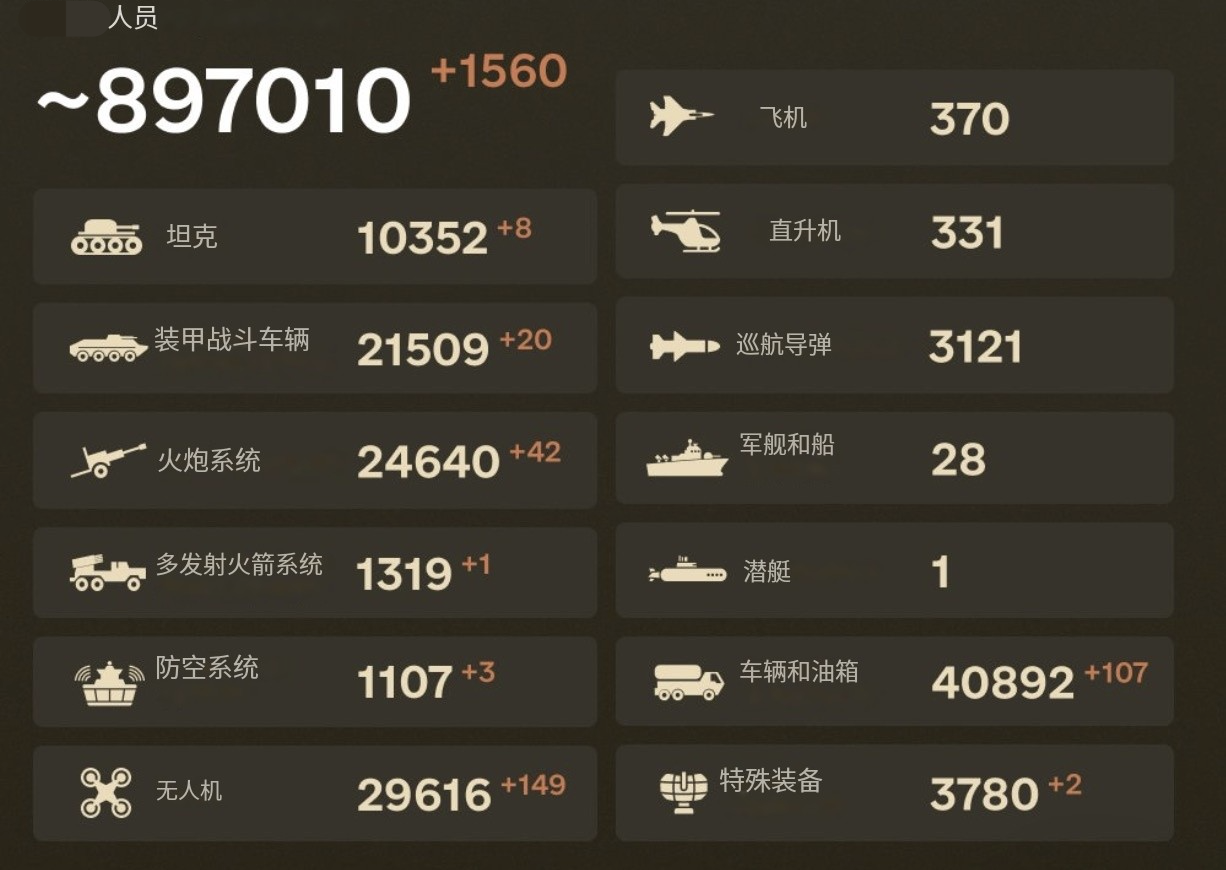 人员
~897010 +1560
坦克 10352 +8
装甲战斗车辆 21509 +20
火炮系统 24640 +42
多发射火箭系统 1319 +1
防空系统 1107 +3
无人机 29616 +149
飞机 370
直升机 331
巡航导弹 3121
军舰和船 28
潜艇 1
车辆和油箱 40892 +107
特殊装备 3780 +2